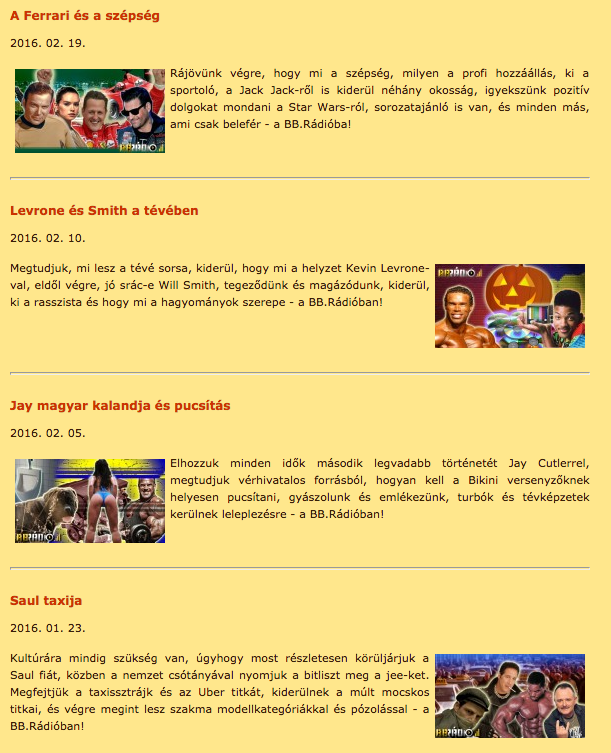 A Ferrari és a szépség
2016. 02. 19.
Rájövünk végre, hogy mi a szépség, milyen a profi hozzáállás, ki a
sportoló, a Jack Jack-ről is kiderül néhány okosság, igyekszünk pozitív
dolgokat mondani a Star Wars-ról, sorozatajánló is van, és minden más,
ami csak belefér - a BB.Rádióba!
BBRÁDIÓ
Levrone és Smith a tévében
2016. 02. 10.
Megtudjuk, mi lesz a tévé sorsa, kiderül, hogy mi a helyzet Kevin Levrone-
val, eldől végre, jó srác-e Will Smith, tegeződünk és magázódunk, kiderül,
ki a rasszista és hogy mi a hagyományok szerepe - a BB.Rádióban!
BBRÁDIÓ
Jay magyar kalandja és pucsítás
2016. 02. 05.
Elhozzuk minden idők második legvadabb történetét Jay Cutlerrel,
megtudjuk vérhivatalos forrásból, hogyan kell a Bikini versenyzőknek
helyesen pucsítani, gyászolunk és emlékezünk, turbók és tévképzetek
kerülnek leleplezésre - a BB.Rádióban!
BBRÁDIÓ
Saul taxija
2016. 01. 23.
Kultúrára mindig szükség van, úgyhogy most részletesen körüljárjuk a
Saul fiát, közben a nemzet csótányával nyomjuk a bitliszt meg a jee-ket.
Megfejtjük a taxissztrájk és az Uber titkát, kiderülnek a múlt mocskos
titkai, és végre megint lesz szakma modellkategóriákkal és pózolással - a
BB.Rádióban!